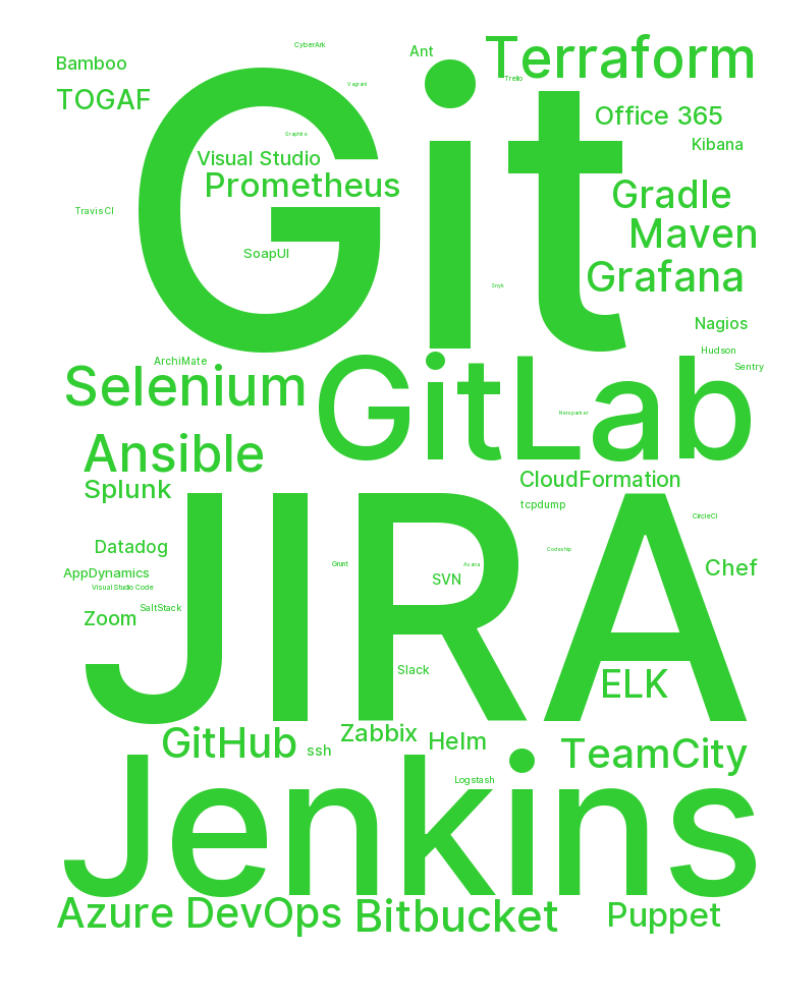 CyberArk
Ant
Terraform
Bamboo
Trello
Vagrant
TOGAF
Office 365
Git
Graphite
Kibana
Visual Studio
Prometheus
Gradle
TravisCI
Maven
SoapUI
Grafana
Snyk
Nagios
Hudson
ArchiMate
Sentry
Selenium
GitLab
Ansible
CloudFormation
Splunk
tcpdump
CircleCI
Datadog
Codeship
Grunt
Asana
Chef
AppDynamics
SVN
Visual Studio Code
SaltStack
Zoom
JIRA
Slack
ELK
GitHub
Zabbix
Helm
ssh
TeamCity
Logstash
Jenkins
Azure DevOps
Bitbucket
Puppet